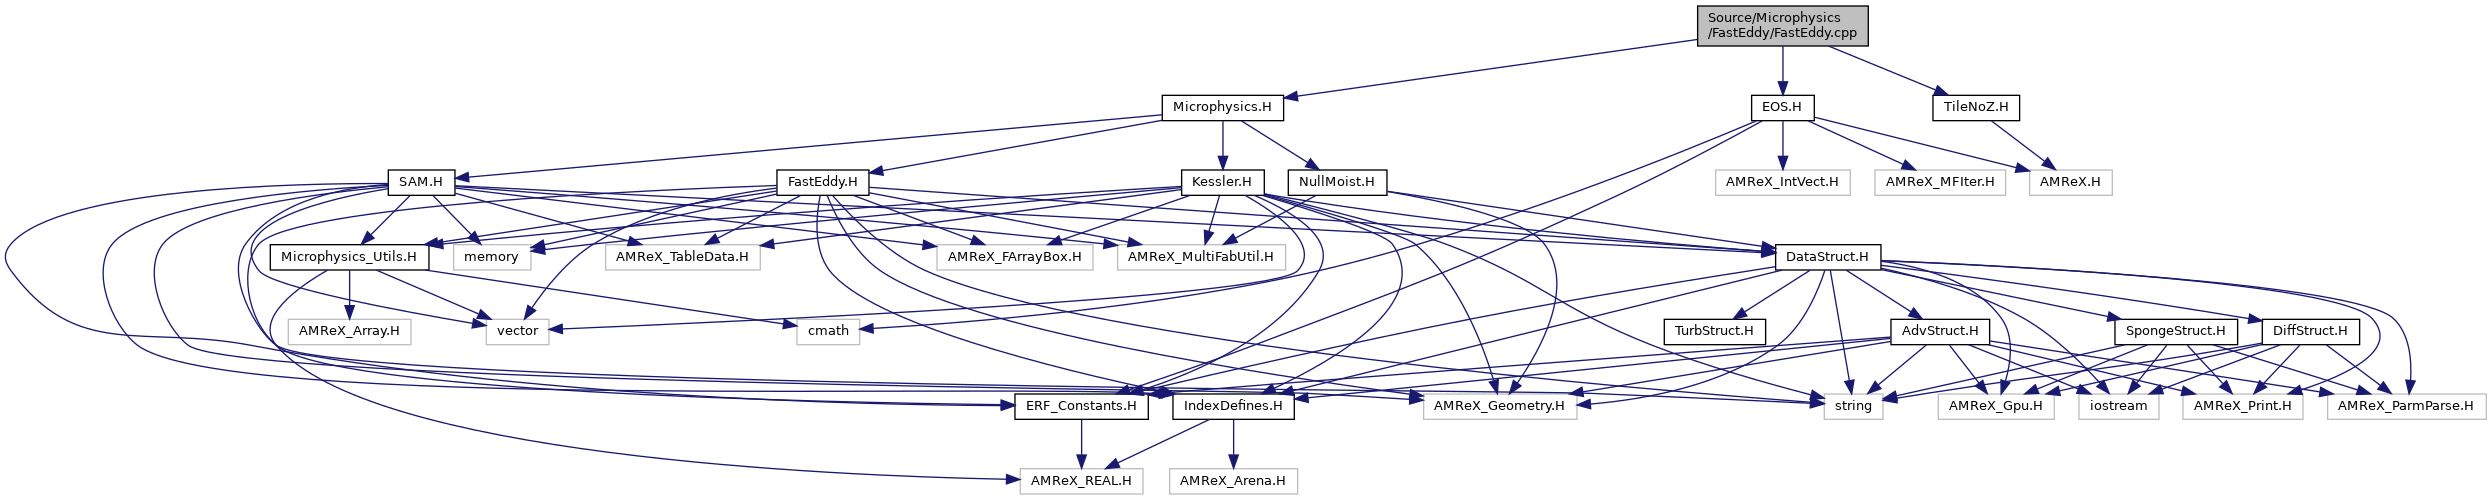 Source/Microphysics
/FastEddy/FastEddy.cpp
Microphysics.H
EOS.H
TileNoZ.H
SAM.H
FastEddy.H
Kessler.H
NullMoist.H
AMReX_IntVect.H
AMReX_MFIter.H
AMReX.H
Microphysics_Utils.H
memory
AMReX_TableData.H
AMReX_FArrayBox.H
AMReX_MultiFabUtil.H
DataStruct.H
AMReX_Array.H
vector
cmath
TurbStruct.H
AdvStruct.H
SpongeStruct.H
DiffStruct.H
ERF_Constants.H
IndexDefines.H
AMReX_Geometry.H
string
AMReX_Gpu.H
iostream
AMReX_Print.H
AMReX_ParmParse.H
AMReX_REAL.H
AMReX_Arena.H